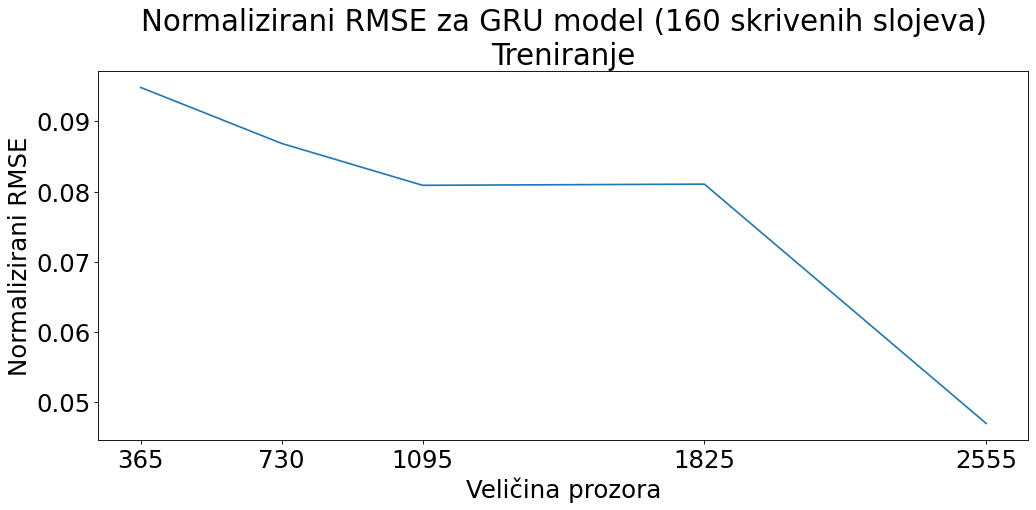 Normalizirani RMSE za GRU model (160 skrivenih slojeva)
Treniranje
Normalizirani RMSE
0.09
0.08
0.07
0.06
0.05
365 730 1095 1825 2555
Veličina prozora